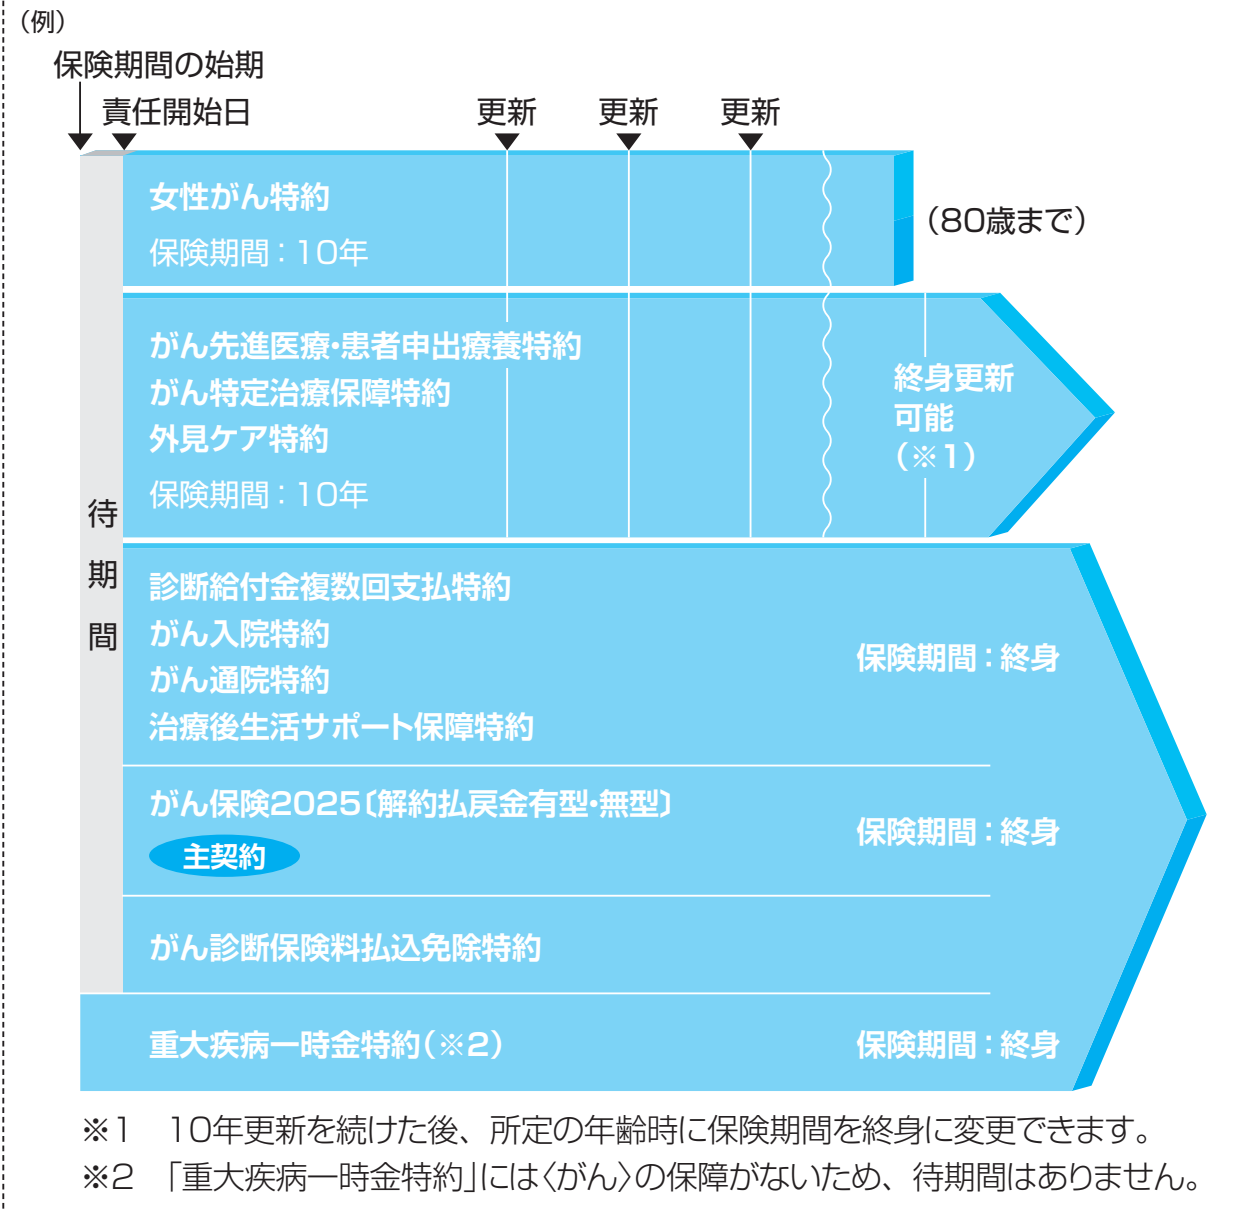 （例）
保険期間の始期
責任開始日
更新
更新
更新
女性がん特約
保険期間：10年
（80歳まで）
がん先進医療・患者申出療養特約
がん特定治療保障特約
外見ケア特約
保険期間：10年
終身更新
可能
（※1）
待
期
間
診断給付金複数回支払特約
がん入院特約
がん通院特約
治療後生活サポート保障特約
保険期間：終身
がん保険2025〔解約払戻金有型・無型〕
主契約
保険期間：終身
がん診断保険料払込免除特約
重大疾病一時金特約（※2）
保険期間：終身
※1　10年更新を続けた後、所定の年齢時に保険期間を終身に変更できます。
※2　「重大疾病一時金特約」には〈がん〉の保障がないため、待期間はありません。